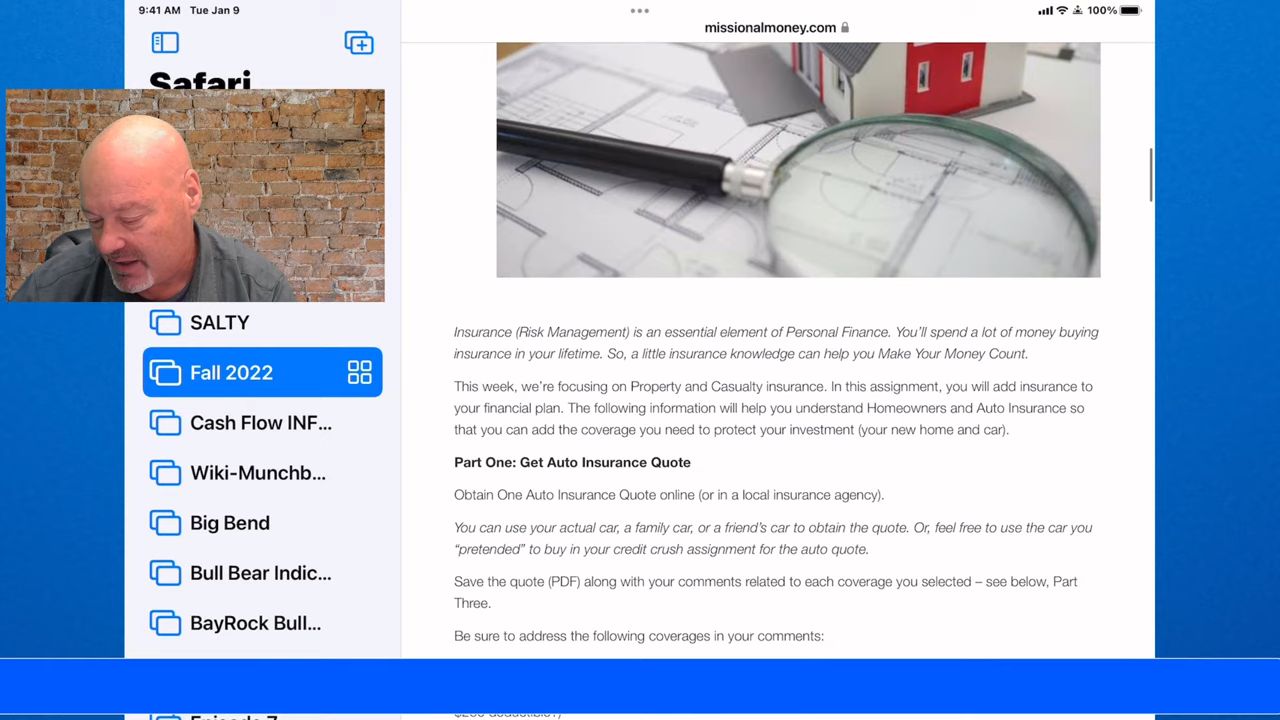 9:41 AM Tue Jan 9
100%
missionalmoney.com
Safari
SALTY
Fall 2022
Cash Flow INF...
Wiki-Munchb...
Big Bend
Bull Bear Indic...
BayRock Bull...
Episode 7
Insurance (Risk Management) is an essential element of Personal Finance. You’ll spend a lot of money buying
insurance in your lifetime. So, a little insurance knowledge can help you Make Your Money Count.
This week, we’re focusing on Property and Casualty insurance. In this assignment, you will add insurance to
your financial plan. The following information will help you understand Homeowners and Auto Insurance so
that you can add the coverage you need to protect your investment (your new home and car).
Part One: Get Auto Insurance Quote
Obtain One Auto Insurance Quote online (or in a local insurance agency).
You can use your actual car, a family car, or a friend’s car to obtain the quote. Or, feel free to use the car you
“pretended” to buy in your credit crush assignment for the auto quote.
Save the quote (PDF) along with your comments related to each coverage you selected – see below, Part
Three.
Be sure to address the following coverages in your comments: